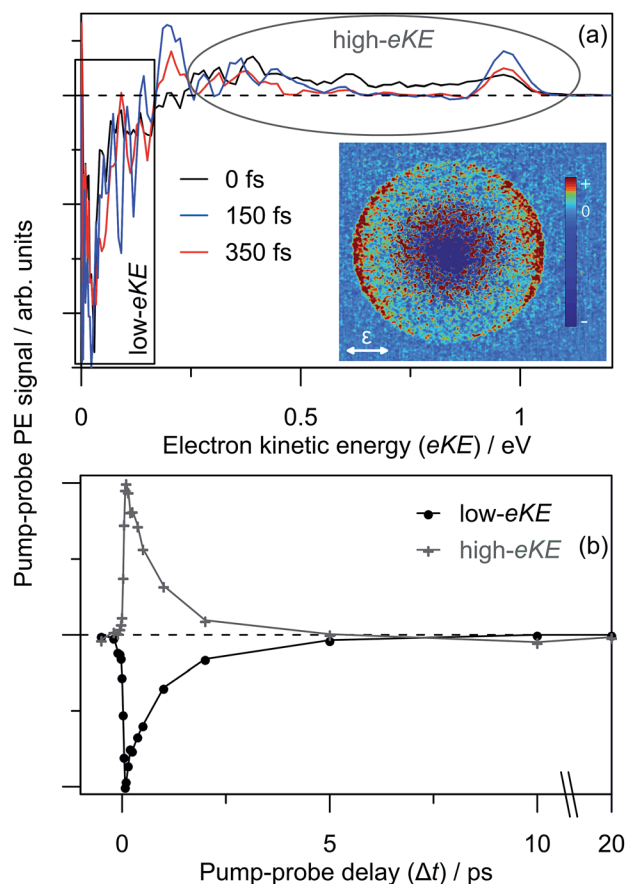 (a)
high-eKE
0 fs
150 fs
350 fs
low-eKE
+
0
-
ε
0
0.5
1
Electron kinetic energy (eKE) / eV
Pump-probe PE signal / arb. units
low-eKE
high-eKE
(b)
0
5
10
20
Pump-probe delay (Δt) / ps